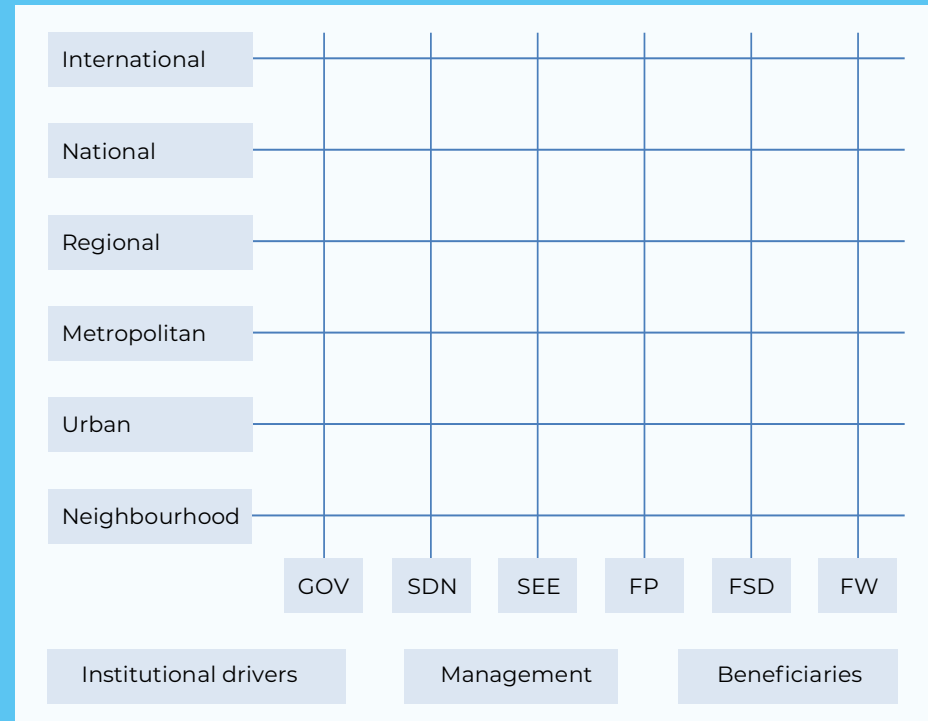 International
National
Regional
Metropolitan
Urban
Neighbourhood
GOV SDN SEE FP FSD FW
Institutional drivers Management Beneficiaries